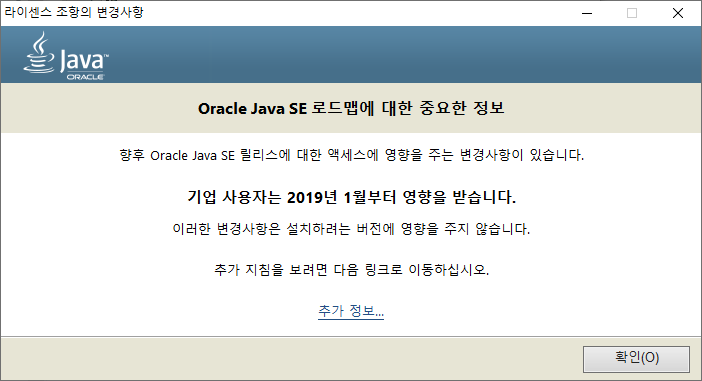 라이센스 조항의 변경사항
Java™
ORACLE
Oracle Java SE 로드맵에 대한 중요한 정보
향후 Oracle Java SE 릴리스에 대한 액세스에 영향을 주는 변경사항이 있습니다.
기업 사용자는 2019년 1월부터 영향을 받습니다.
이러한 변경사항은 설치하려는 버전에 영향을 주지 않습니다.
추가 지침을 보려면 다음 링크로 이동하십시오.
추가 정보...
확인(O)